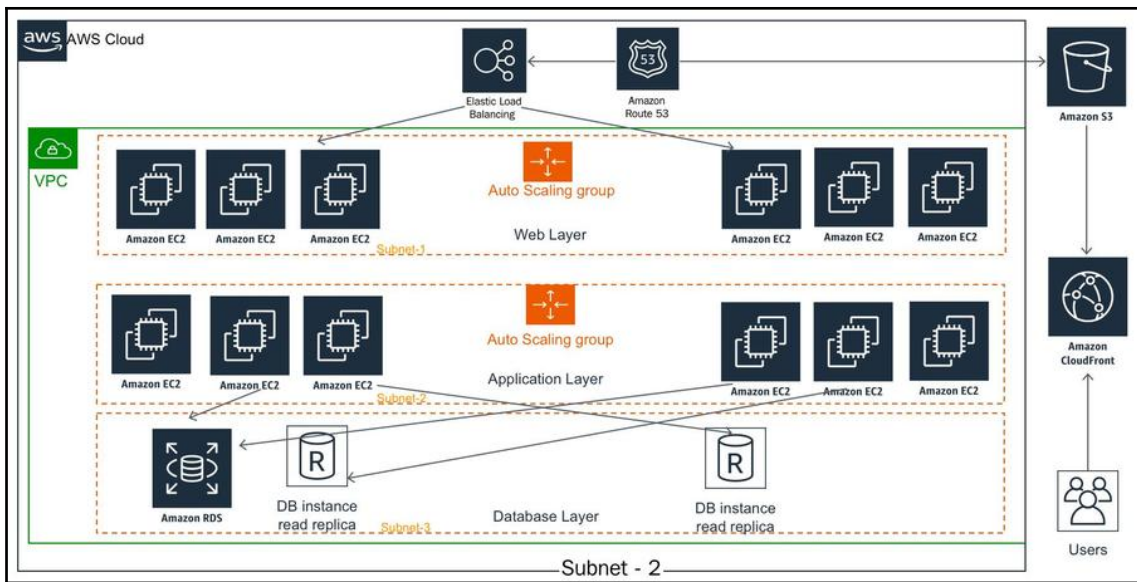 aws
AWS Cloud
Elastic Load
Balancing
53
Amazon
Route 53
Amazon S3
VPC
Auto Scaling group
Amazon EC2
Amazon EC2
Amazon EC2
Amazon EC2
Amazon EC2
Amazon EC2
Web Layer
Subnet-1
Auto Scaling group
Amazon
CloudFront
Amazon EC2
Amazon EC2
Amazon EC2
Application Layer
Amazon EC2
Amazon EC2
Amazon EC2
Subnet-2
R
R
Amazon RDS
DB instance
read replica
Database Layer
DB instance
read replica
Subnet-3
Users
Subnet - 2